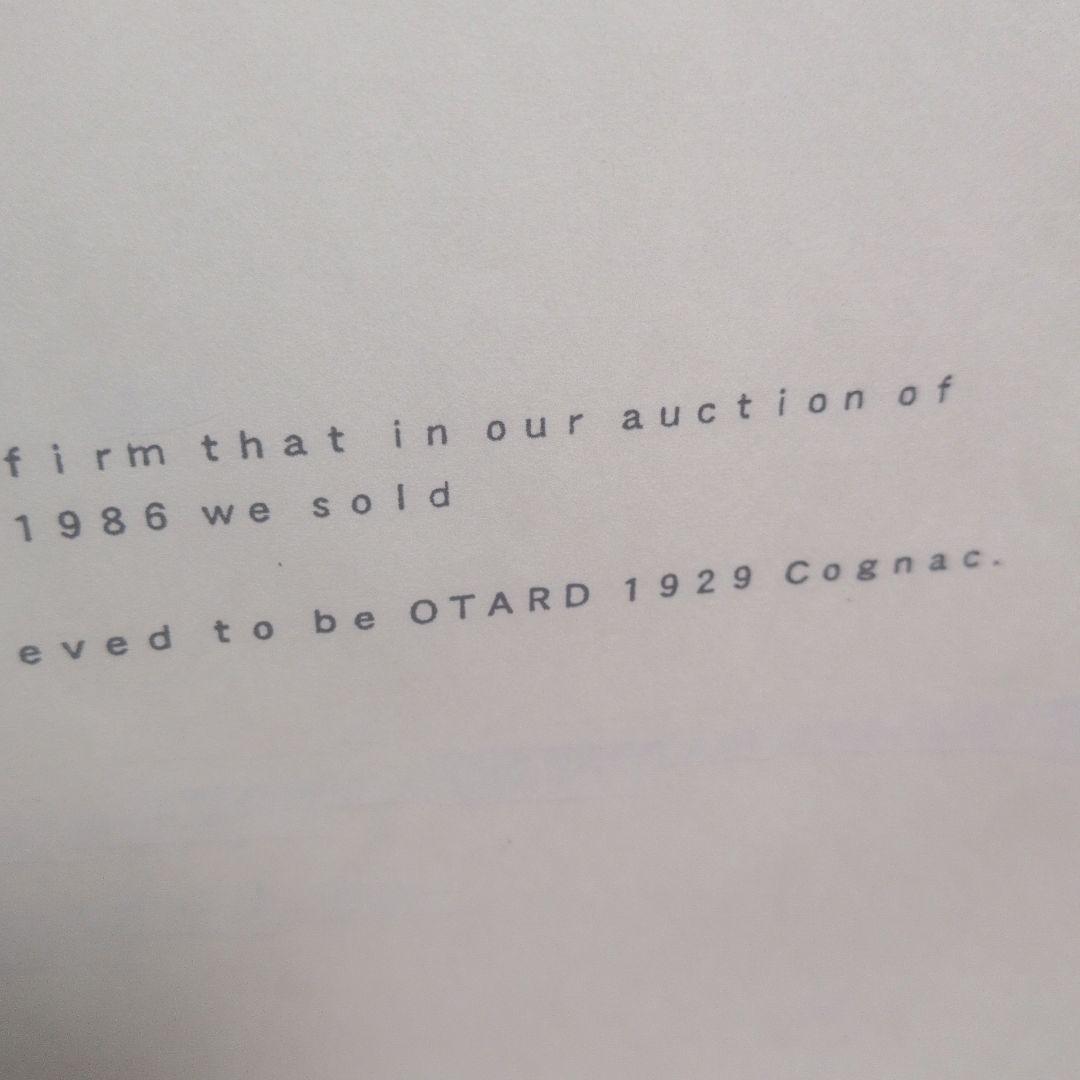 firm that in our auction of
1986 we sold
eved to be OTARD 1929 Cognac.